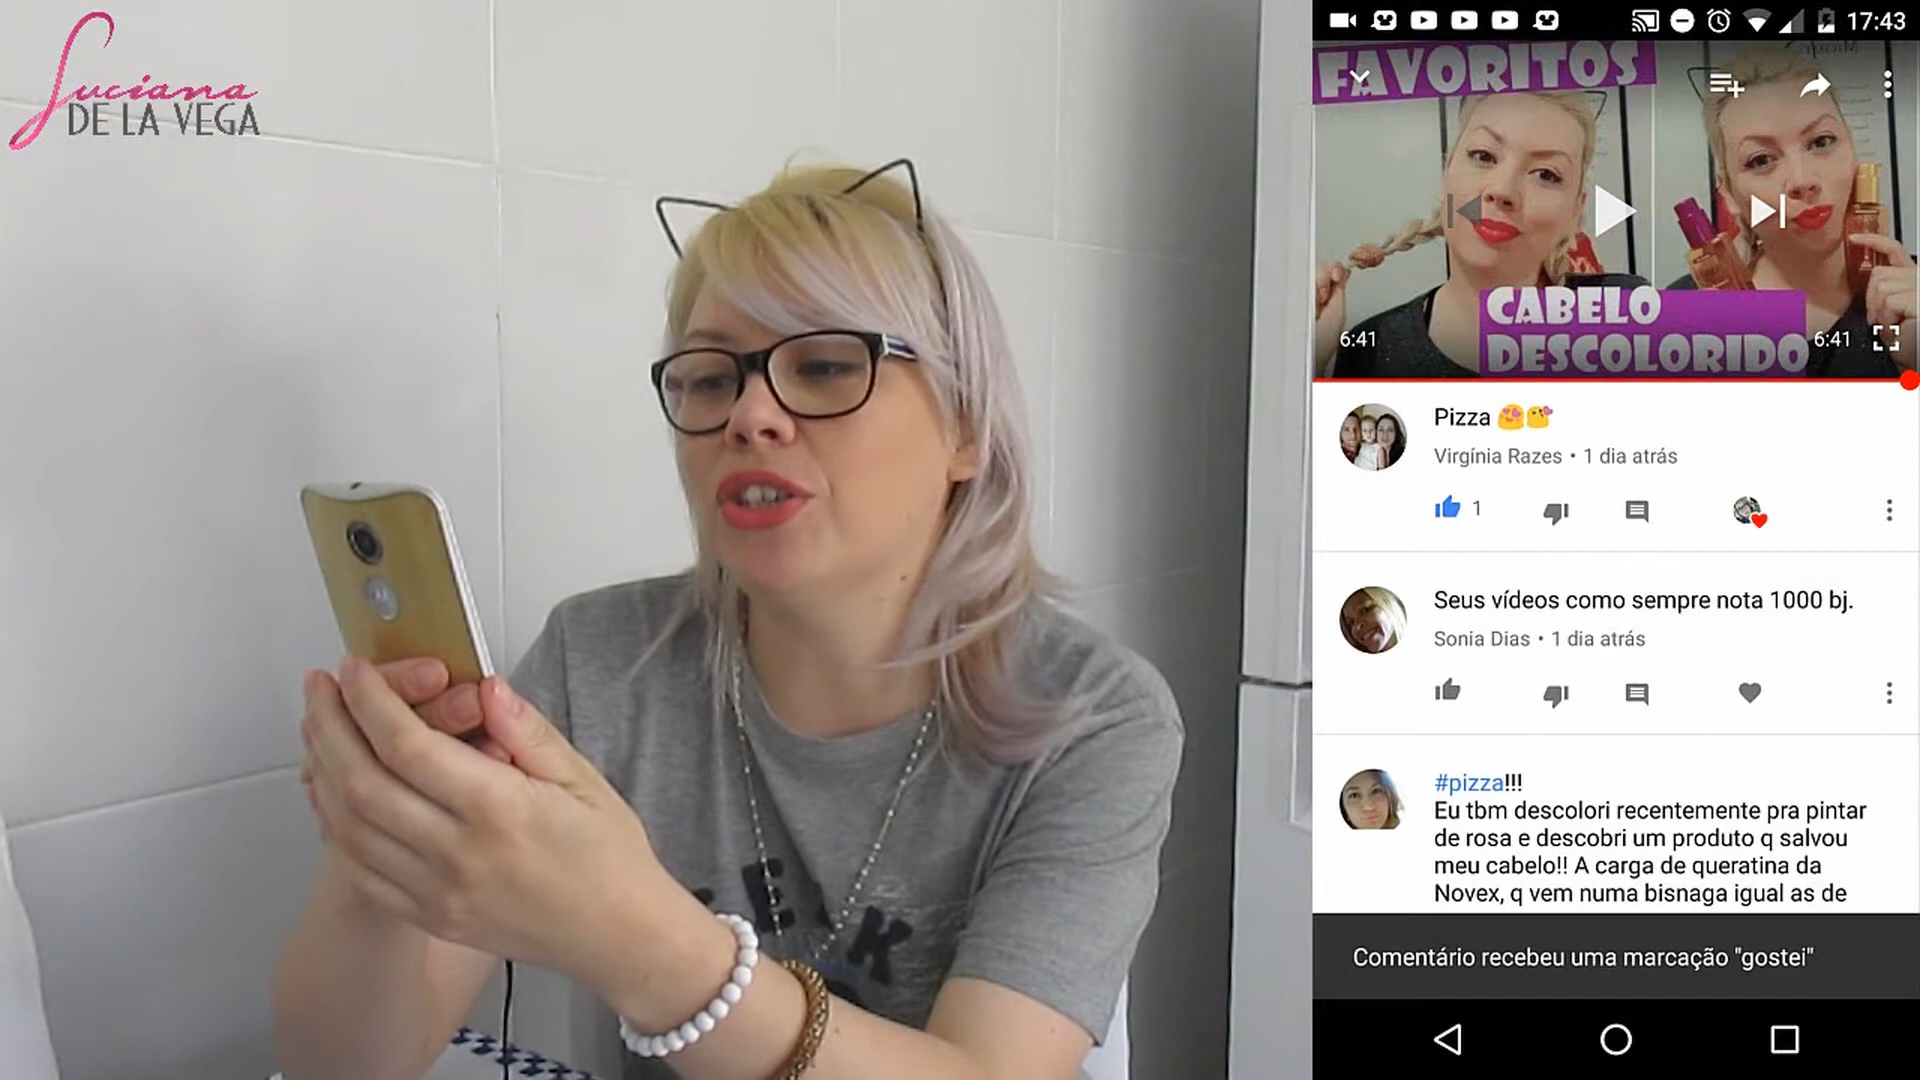 Luciana
DE LA VEGA
17:43
FAVORITOS
CABELO
DESCOLORIDO
6:41
6:41
Pizza 😍😘
Virgínia Razes • 1 dia atrás
1
Seus vídeos como sempre nota 1000 bj.
Sonia Dias • 1 dia atrás
#pizza!!!
Eu tbm descolori recentemente pra pintar
de rosa e descobri um produto q salvou
meu cabelo!! A carga de queratina da
Novex, q vem numa bisnaga igual as de
Comentário recebeu uma marcação "gostei"